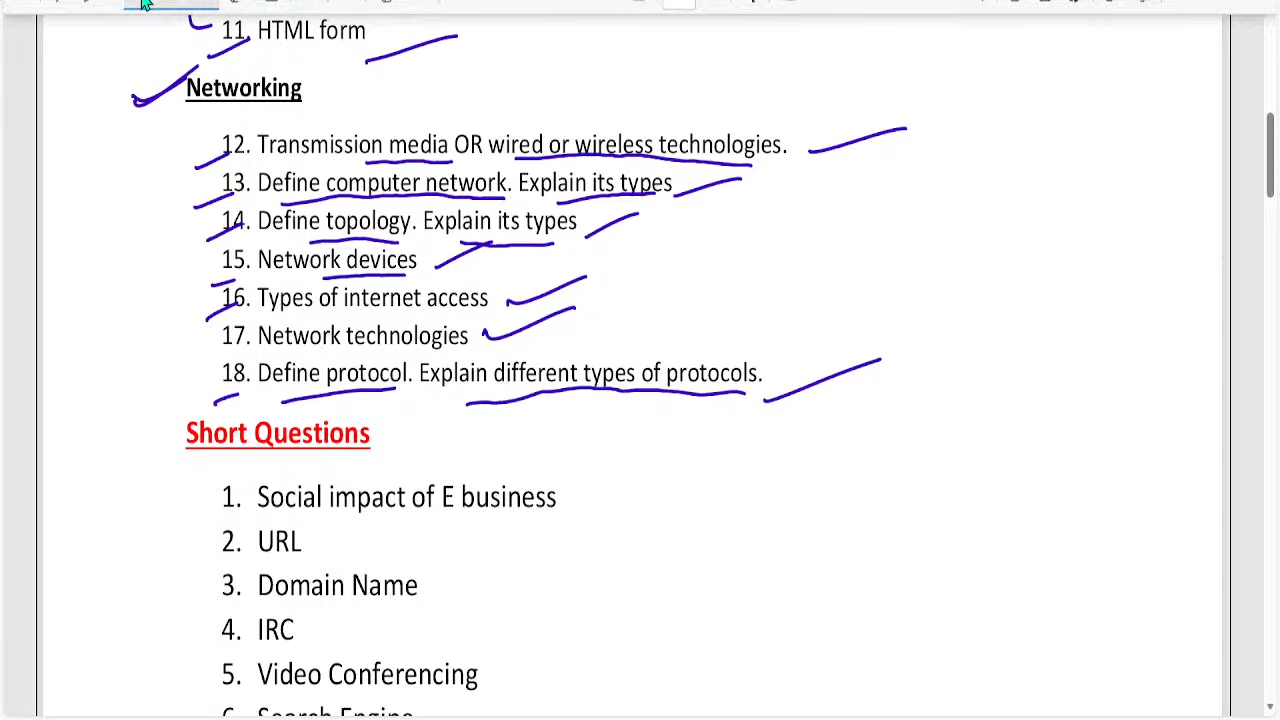 11. HTML form
Networking
12. Transmission media OR wired or wireless technologies.
13. Define computer network. Explain its types
14. Define topology. Explain its types
15. Network devices
16. Types of internet access
17. Network technologies
18. Define protocol. Explain different types of protocols.
Short Questions
1. Social impact of E business
2. URL
3. Domain Name
4. IRC
5. Video Conferencing
6. Search Engine